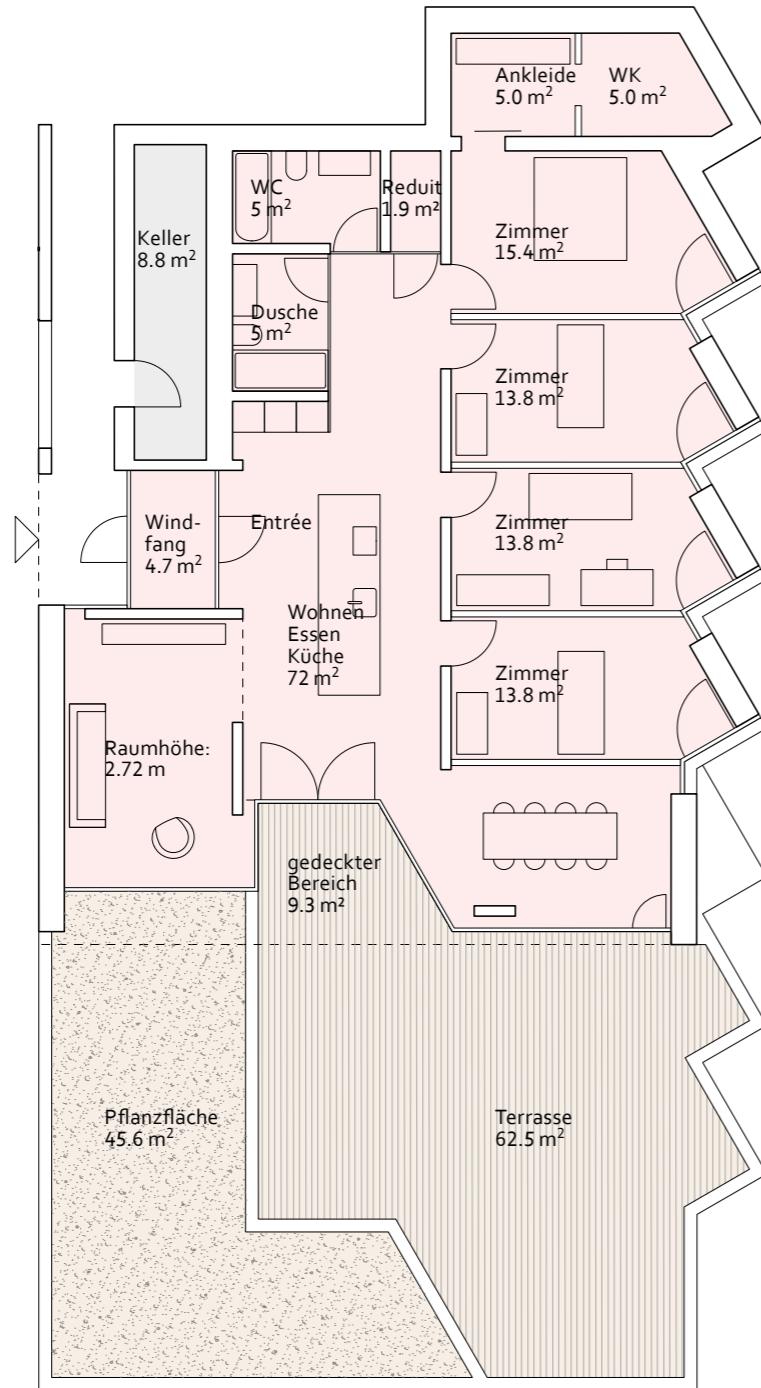 Ankleide
5.0 m²
WK
5.0 m²
WC
5 m²
Reduit
1.9 m²
Keller
8.8 m²
Zimmer
15.4 m²
Dusche
5 m²
Zimmer
13.8 m²
Wind-
fang
4.7 m²
Entrée
Zimmer
13.8 m²
Wohnen
Essen
Küche
72 m²
Zimmer
13.8 m²
Raumhöhe:
2.72 m
gedeckter
Bereich
9.3 m²
Pflanzfläche
45.6 m²
Terrasse
62.5 m²